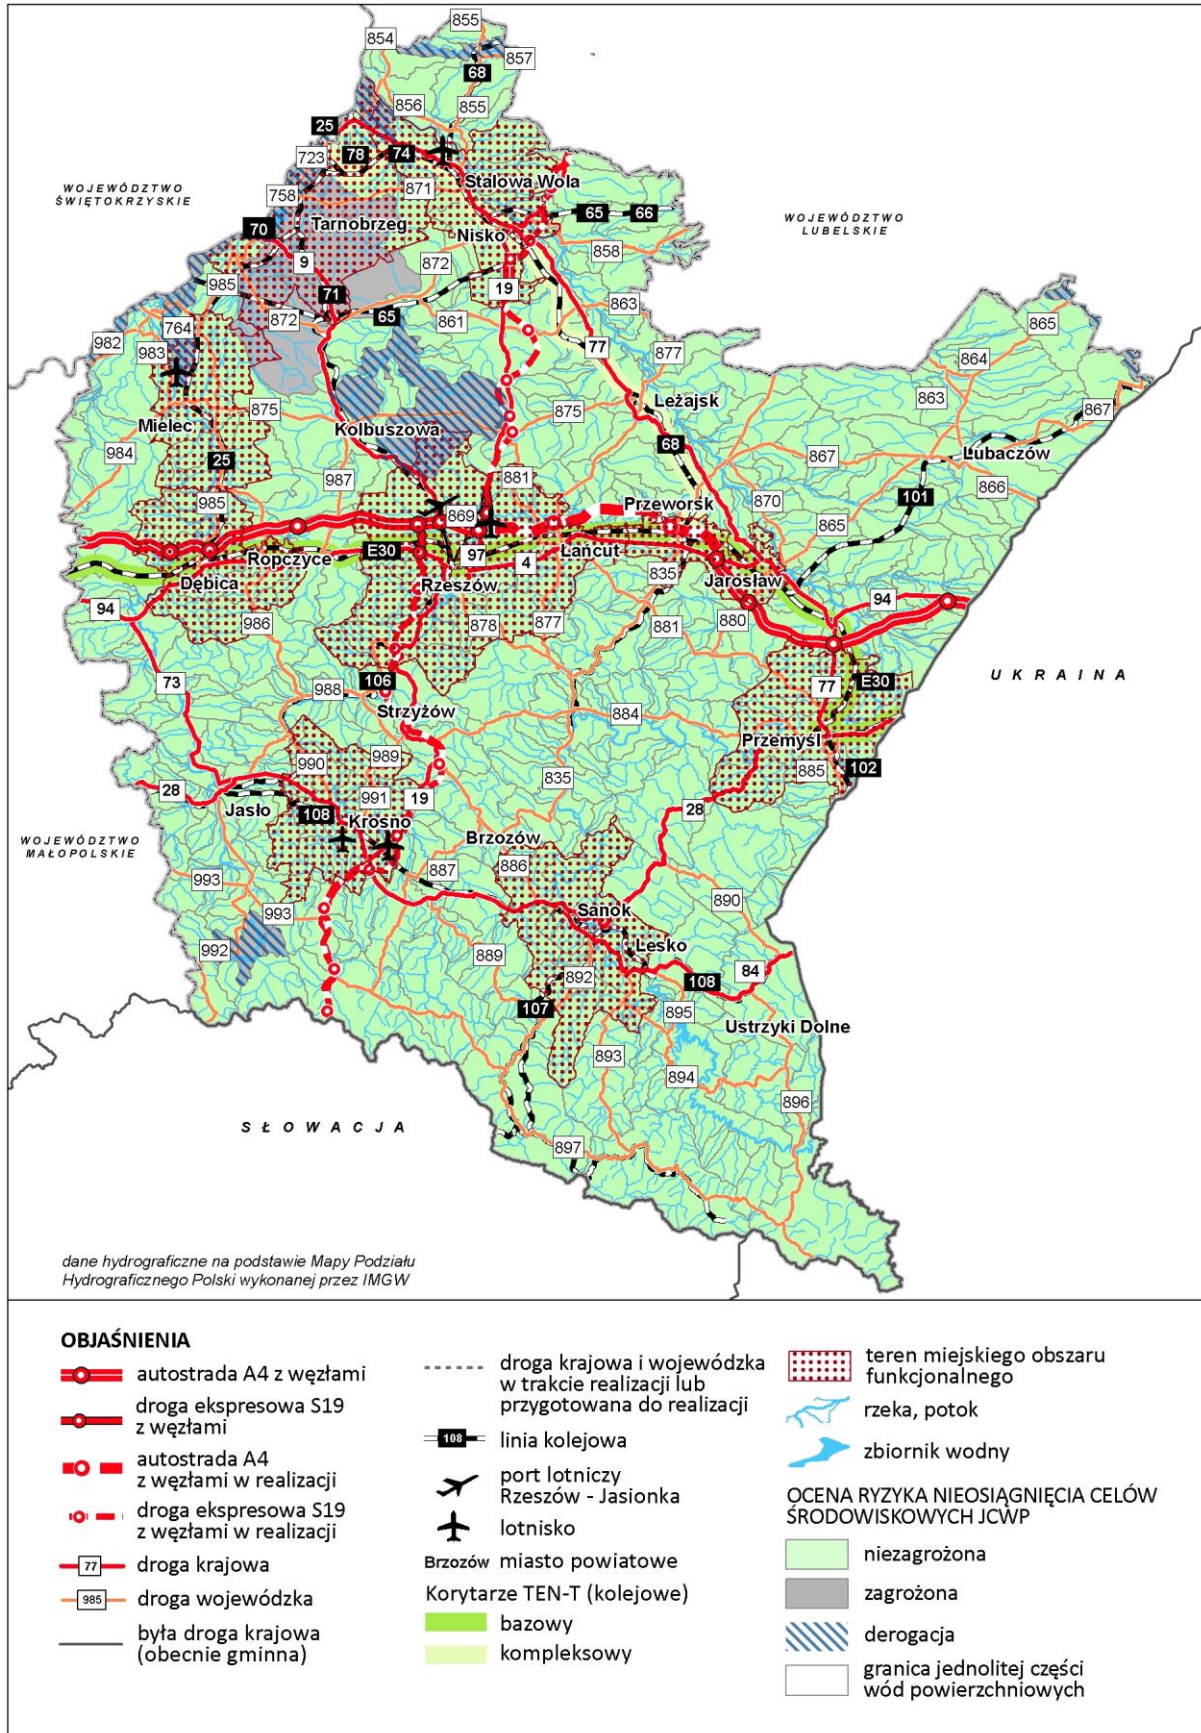 855
854
857
68
856
855
25
723
78
74
WOJEWÓDZTWO
ŚWIĘTOKRZYSKIE
758
871
Stalowa Wola
Tarnobrzeg
65
66
WOJEWÓDZTWO
LUBELSKIE
70
Nisko
858
9
872
985
71
19
872
65
861
863
865
982
764
983
77
877
864
863
875
Leżajsk
867
Mielec
Kolbuszowa
875
984
68
Lubaczów
25
987
881
867
866
985
Przeworsk
870
101
869
865
Ropczyce
E30
97
Łańcut
4
Dębica
Rzeszów
835
Jarosław
94
94
986
878
877
881
880
73
988
106
77
E30
UKRAINA
Strzyżów
884
Przemyśl
990
989
835
885
102
28
991
19
28
Jasło
108
Krosno
Brzozów
WOJEWÓDZTWO
MAŁOPOLSKIE
887
886
993
890
993
Sanok
992
889
Lesko
892
84
108
107
895
Ustrzyki Dolne
893
894
896
SŁOWACJA
897
dane hydrograficzne na podstawie Mapy Podziału
Hydrograficznego Polski wykonanej przez IMGW
OBJAŚNIENIA
autostrada A4 z węzłami
droga ekspresowa S19
z węzłami
autostrada A4
z węzłami w realizacji
droga ekspresowa S19
z węzłami w realizacji
77 droga krajowa
985 droga wojewódzka
była droga krajowa
(obecnie gminna)
droga krajowa i wojewódzka
w trakcie realizacji lub
przygotowana do realizacji
108 linia kolejowa
port lotniczy
Rzeszów - Jasionka
lotnisko
Brzozów miasto powiatowe
Korytarze TEN-T (kolejowe)
bazowy
kompleksowy
teren miejskiego obszaru
funkcjonalnego
rzeka, potok
zbiornik wodny
OCENA RYZYKA NIEOSIĄGNIĘCIA CELÓW
ŚRODOWISKOWYCH JCWP
niezagrożona
zagrożona
derogacja
granica jednolitej części
wód powierzchniowych